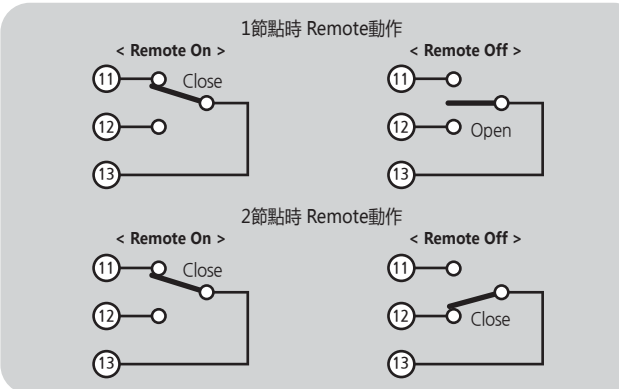 1節點時 Remote動作
< Remote On > < Remote Off >
11 Close 11
12 12 Open
13 13
2節點時 Remote動作
< Remote On > < Remote Off >
11 Close 11
12 12 Close
13 13